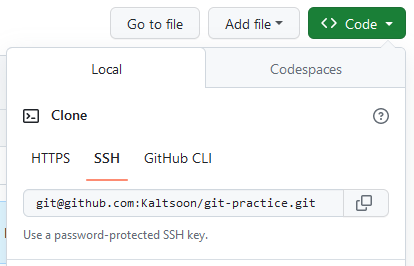 Go to file Add file Code
Local Codespaces
Clone
HTTPS SSH GitHub CLI
git@github.com:Kaltsoon/git-practice.git
Use a password-protected SSH key.